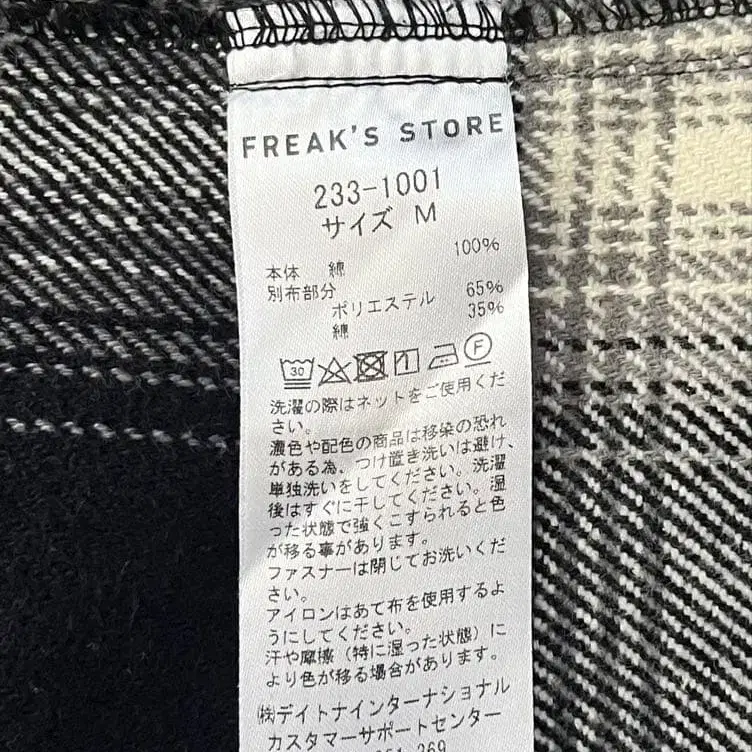 FREAK'S STORE
233-1001
サイズ M
100%
本体 綿
別布部分
ポリエステル 65%
綿 35%
30
F
洗濯の際はネットをご使用くだ
さい。
濃色や配色の商品は移染の恐れ
がある為、つけ置き洗いは避け、
単独洗いをしてください。洗濯
後はすぐに干してください。湿
った状態で強くこすられると色
が移る事があります。
ファスナーは閉じてお洗いくだ
さい。
アイロンはあて布を使用するよ
うにしてください。
汗や摩擦（特に湿った状態）に
より色が移る場合があります。
㈱デイトナインターナショナル
カスタマーサポートセンター